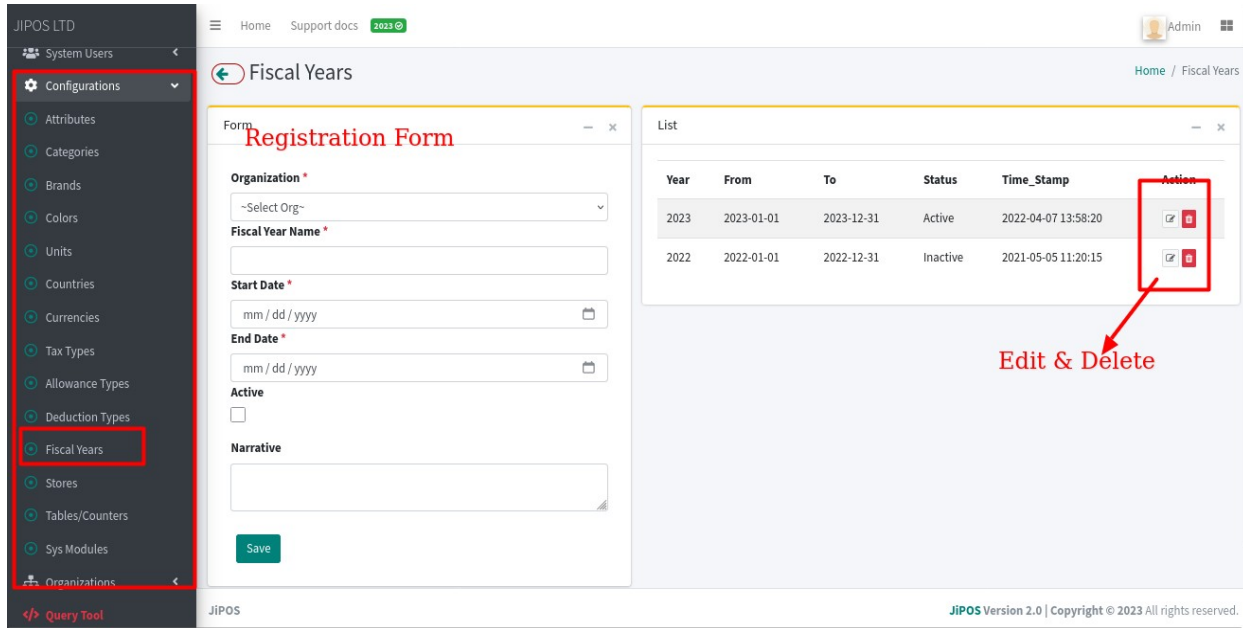 JIPOS LTD
Home Support docs 2023
Admin
System Users
Configurations
Attributes
Categories
Brands
Colors
Units
Countries
Currencies
Tax Types
Allowance Types
Deduction Types
Fiscal Years
Stores
Tables/Counters
Sys Modules
Organizations
</> Query Tool
Fiscal Years
Home / Fiscal Years
Form
Registration Form
Organization *
~Select Org~
Fiscal Year Name *
Start Date *
mm / dd / yyyy
End Date *
mm / dd / yyyy
Active
Narrative
Save
List
Year From To Status Time_Stamp Action
2023 2023-01-01 2023-12-31 Active 2022-04-07 13:58:20
2022 2022-01-01 2022-12-31 Inactive 2021-05-05 11:20:15
Edit & Delete
JiPOS
JiPOS Version 2.0 | Copyright © 2023 All rights reserved.